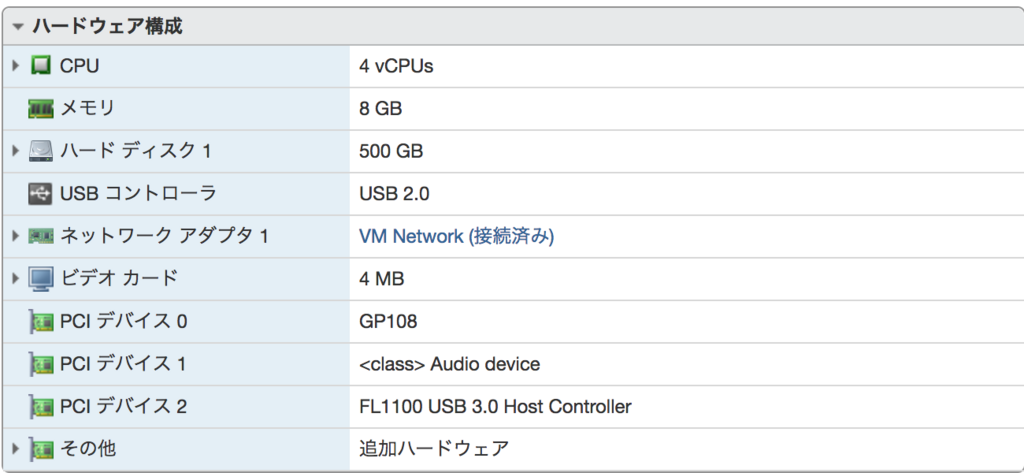 ハードウェア構成
CPU 4 vCPUs
メモリ 8 GB
ハード ディスク 1 500 GB
USB コントローラ USB 2.0
ネットワーク アダプタ 1 VM Network (接続済み)
ビデオ カード 4 MB
PCI デバイス 0 GP108
PCI デバイス 1 <class> Audio device
PCI デバイス 2 FL1100 USB 3.0 Host Controller
その他 追加ハードウェア